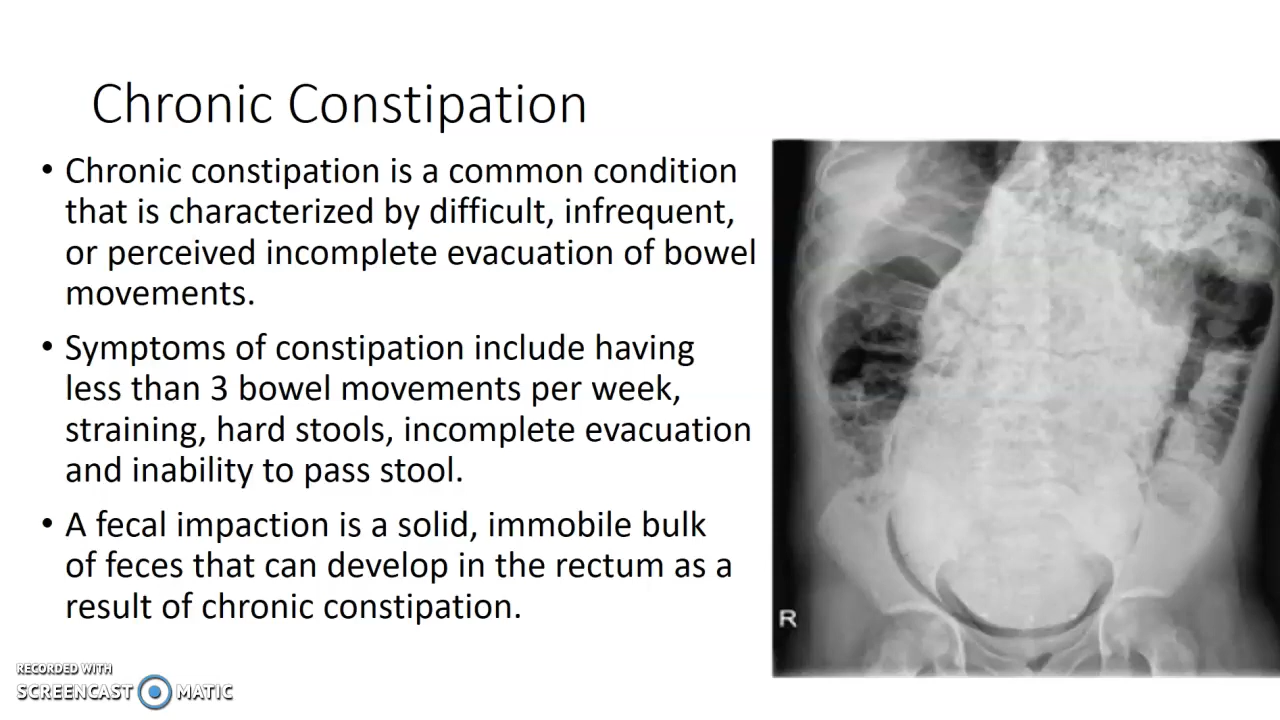 Chronic Constipation
• Chronic constipation is a common condition
that is characterized by difficult, infrequent,
or perceived incomplete evacuation of bowel
movements.
• Symptoms of constipation include having
less than 3 bowel movements per week,
straining, hard stools, incomplete evacuation
and inability to pass stool.
• A fecal impaction is a solid, immobile bulk
of feces that can develop in the rectum as a
result of chronic constipation.
R
RECORDED WITH
SCREENCAST MATIC